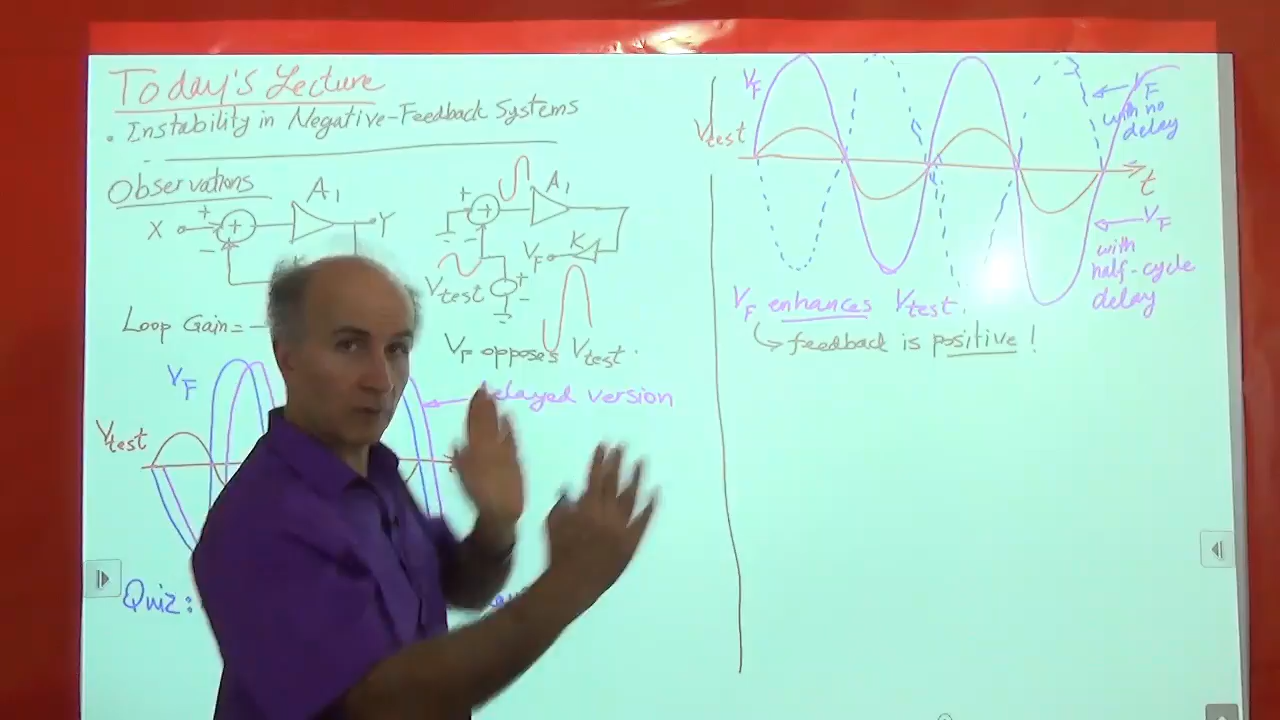 Today's Lecture
• Instability in Negative-Feedback Systems
Observations
A1
X
+
+
−
Y
A1
+
+
−
K
VF
Vtest
+
−
Loop Gain = −
VF opposes Vtest.
VF
delayed version
Vtest
Quiz:
VF
Vtest
t
VF
with no
delay
VF
with
half-cycle
delay
VF enhances Vtest.
feedback is positive!